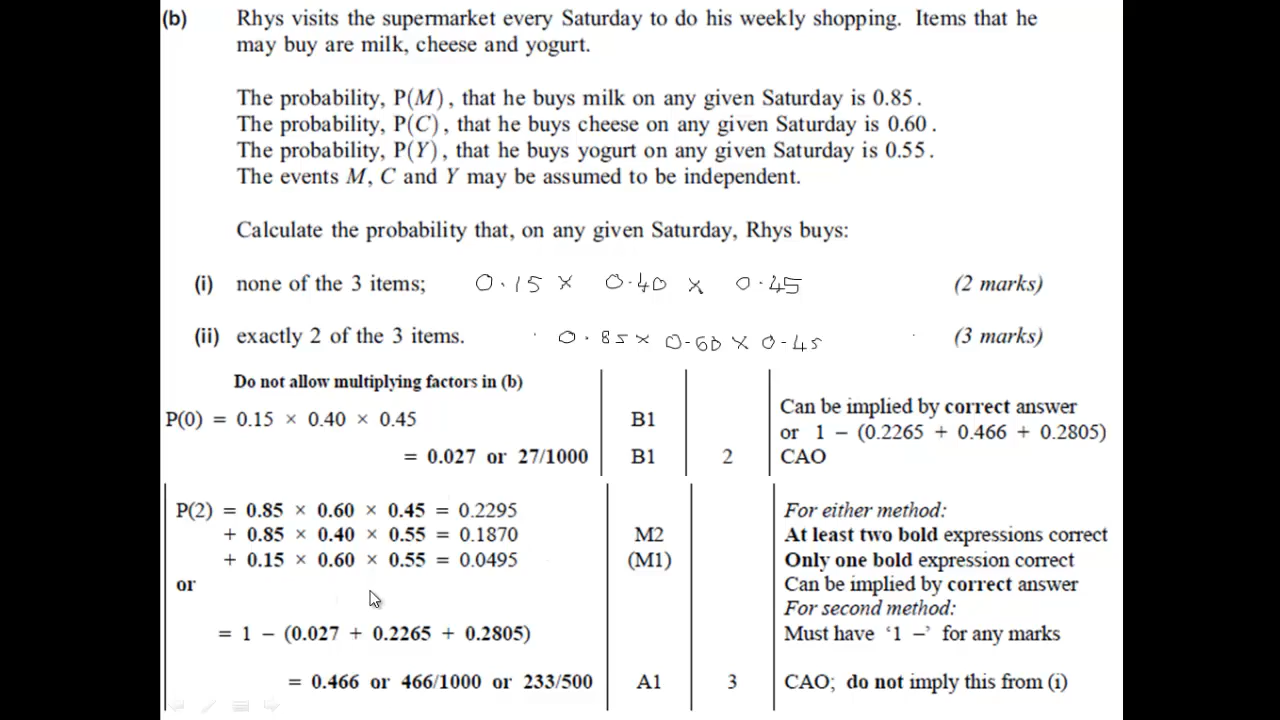 (b) Rhys visits the supermarket every Saturday to do his weekly shopping. Items that he
may buy are milk, cheese and yogurt.
The probability, P(M), that he buys milk on any given Saturday is 0.85.
The probability, P(C), that he buys cheese on any given Saturday is 0.60.
The probability, P(Y), that he buys yogurt on any given Saturday is 0.55.
The events M, C and Y may be assumed to be independent.
Calculate the probability that, on any given Saturday, Rhys buys:
(i) none of the 3 items; 0.15 × 0.40 × 0.45 (2 marks)
(ii) exactly 2 of the 3 items. 0.85 × 0.60 × 0.45 (3 marks)
Do not allow multiplying factors in (b)
P(0) = 0.15 × 0.40 × 0.45 B1 Can be implied by correct answer
or 1 − (0.2265 + 0.466 + 0.2805)
= 0.027 or 27/1000 B1 2 CAO
P(2) = 0.85 × 0.60 × 0.45 = 0.2295 For either method:
+ 0.85 × 0.40 × 0.55 = 0.1870 M2 At least two bold expressions correct
+ 0.15 × 0.60 × 0.55 = 0.0495 (M1) Only one bold expression correct
or Can be implied by correct answer
For second method:
= 1 − (0.027 + 0.2265 + 0.2805) Must have ‘1 −’ for any marks
= 0.466 or 466/1000 or 233/500 A1 3 CAO; do not imply this from (i)